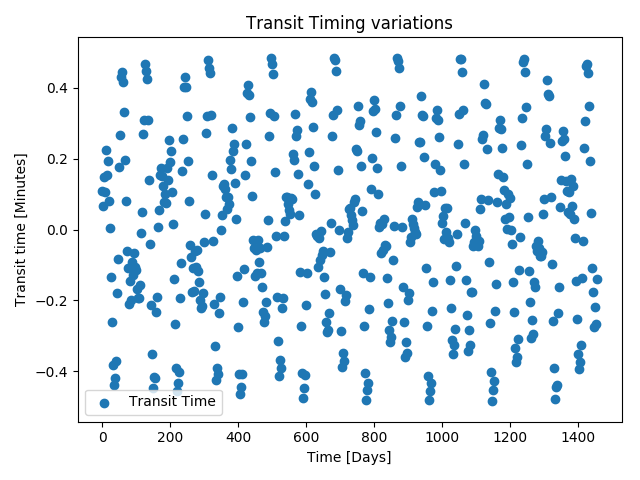 Transit Timing variations
Transit time [Minutes]
0.4
0.2
0.0
−0.2
−0.4
Transit Time
0 200 400 600 800 1000 1200 1400
Time [Days]